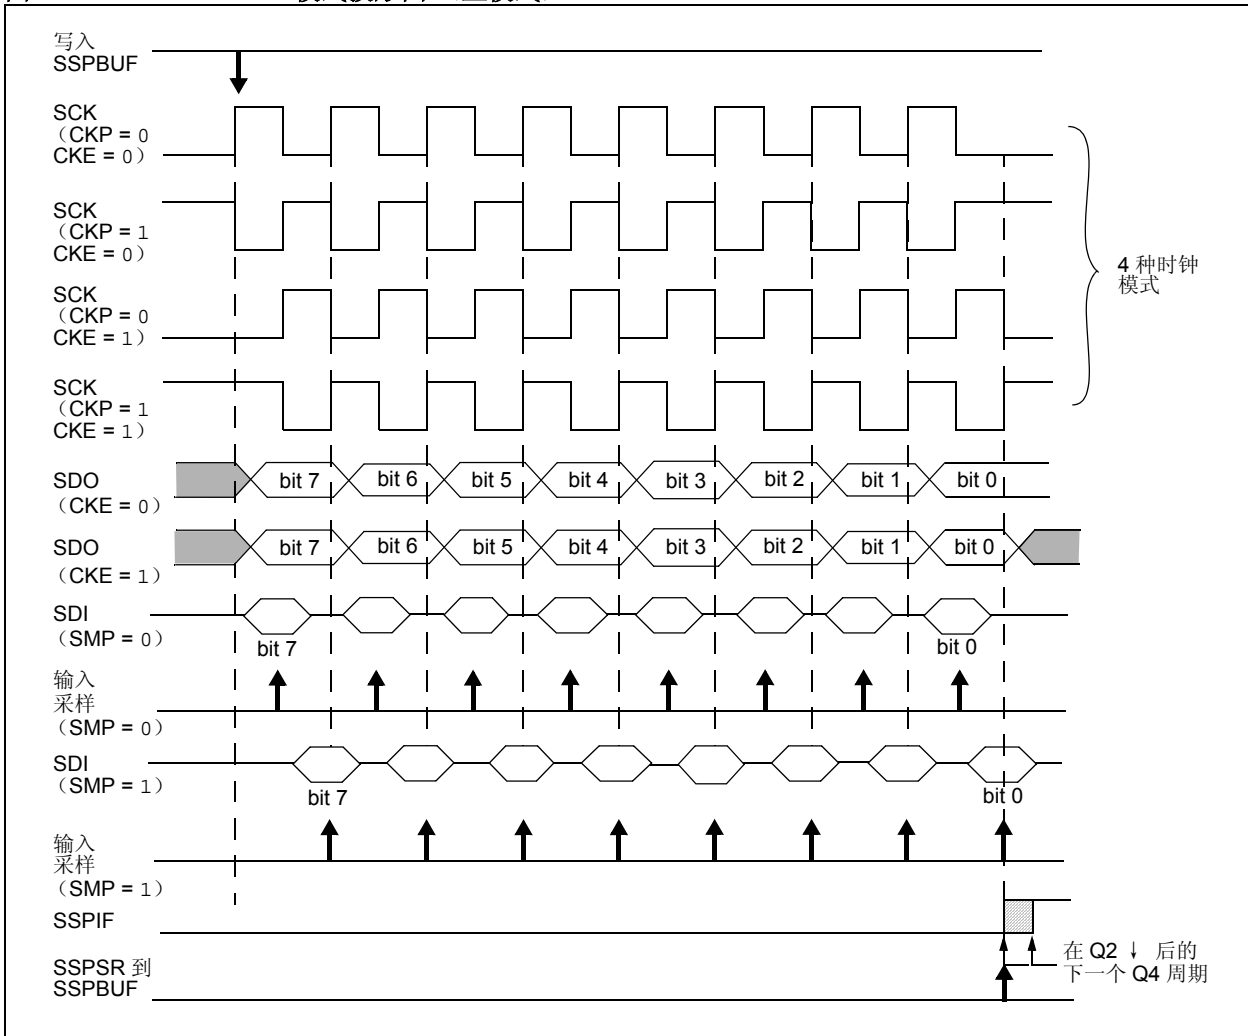 写入
SSPBUF
SCK
（CKP = 0
CKE = 0）
SCK
（CKP = 1
CKE = 0）
SCK
（CKP = 0
CKE = 1）
SCK
（CKP = 1
CKE = 1）
4 种时钟
模式
SDO
（CKE = 0）
bit 7 bit 6 bit 5 bit 4 bit 3 bit 2 bit 1 bit 0
SDO
（CKE = 1）
bit 7 bit 6 bit 5 bit 4 bit 3 bit 2 bit 1 bit 0
SDI
（SMP = 0）
bit 7 bit 0
输入
采样
（SMP = 0）
SDI
（SMP = 1）
bit 7 bit 0
输入
采样
（SMP = 1）
SSPIF
SSPSR 到
SSPBUF
在 Q2 ↓ 后的
下一个 Q4 周期